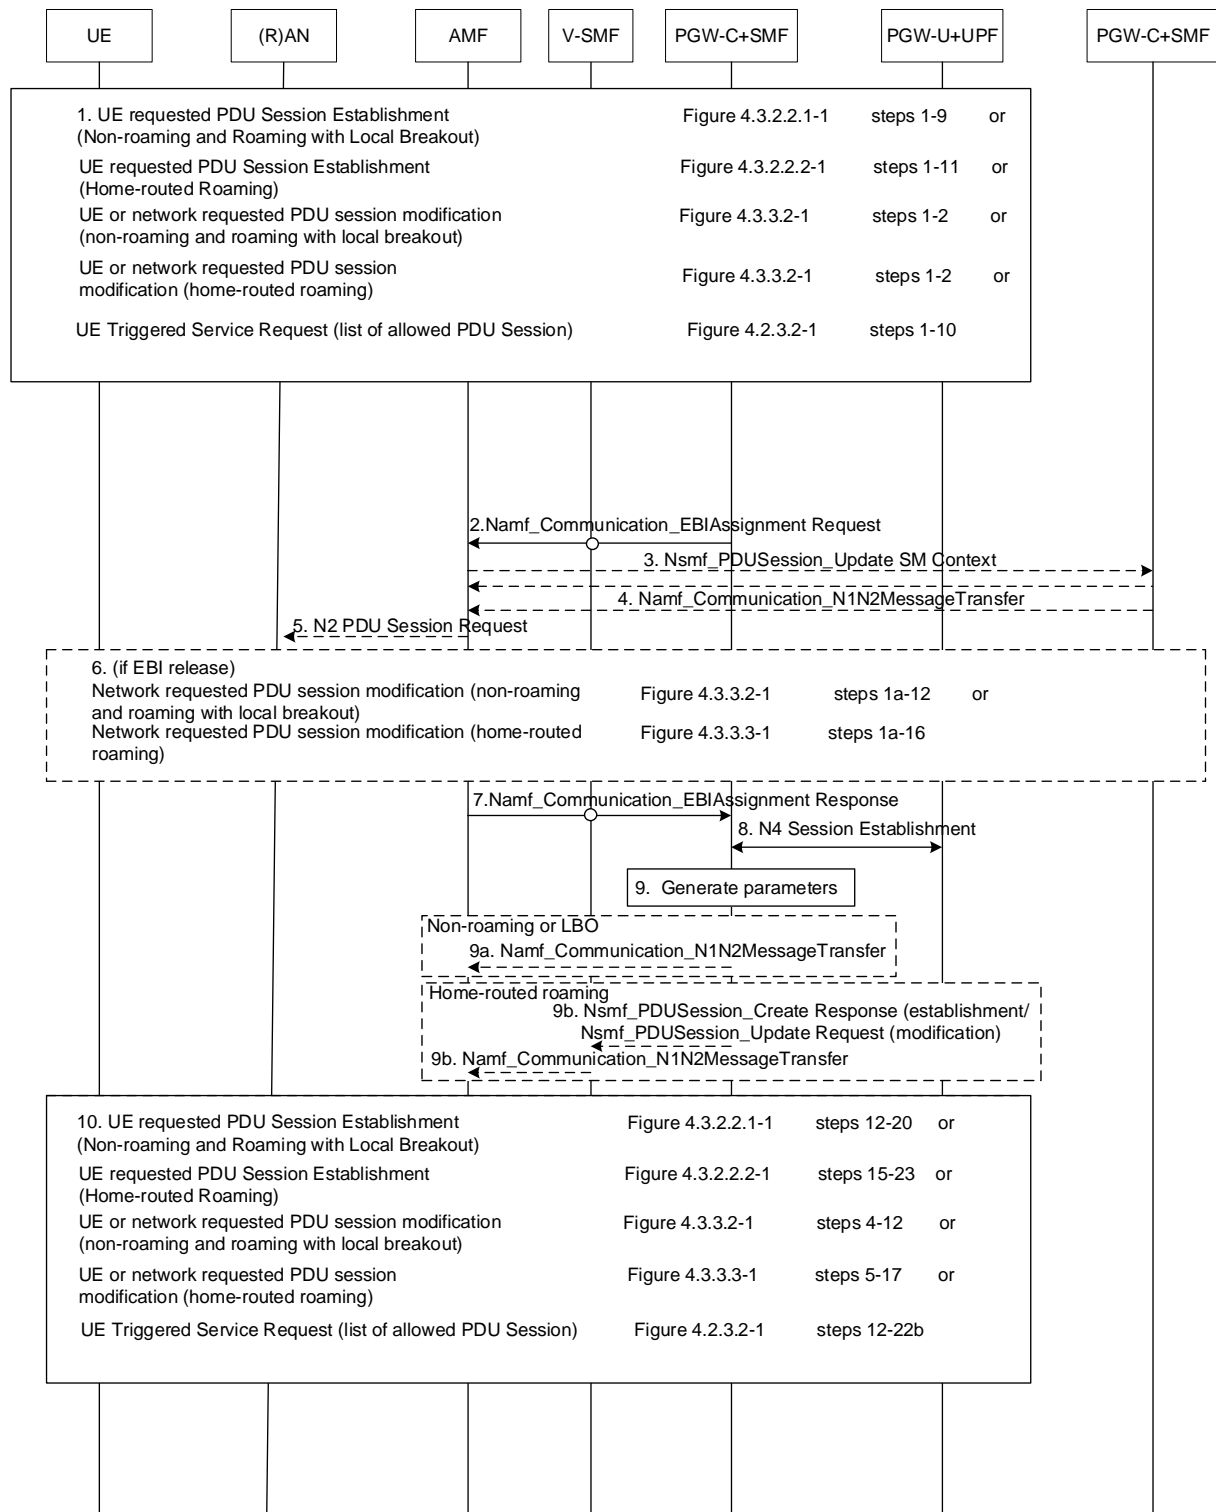 UE
(R)AN
AMF
V-SMF
PGW-C+SMF
PGW-U+UPF
PGW-C+SMF
1. UE requested PDU Session Establishment Figure 4.3.2.2.1-1 steps 1-9 or
(Non-roaming and Roaming with Local Breakout)
UE requested PDU Session Establishment Figure 4.3.2.2.2-1 steps 1-11 or
(Home-routed Roaming)
UE or network requested PDU session modification Figure 4.3.3.2-1 steps 1-2 or
(non-roaming and roaming with local breakout)
UE or network requested PDU session
modification (home-routed roaming) Figure 4.3.3.2-1 steps 1-2 or
UE Triggered Service Request (list of allowed PDU Session) Figure 4.2.3.2-1 steps 1-10
2.Namf_Communication_EBIAssignment Request
3. Nsmf_PDUSession_Update SM Context
4. Namf_Communication_N1N2MessageTransfer
5. N2 PDU Session Request
6. (if EBI release)
Network requested PDU session modification (non-roaming Figure 4.3.3.2-1 steps 1a-12 or
and roaming with local breakout)
Network requested PDU session modification (home-routed Figure 4.3.3.3-1 steps 1a-16
roaming)
7.Namf_Communication_EBIAssignment Response
8. N4 Session Establishment
9. Generate parameters
Non-roaming or LBO
9a. Namf_Communication_N1N2MessageTransfer
Home-routed roaming
9b. Nsmf_PDUSession_Create Response (establishment/
Nsmf_PDUSession_Update Request (modification)
9b. Namf_Communication_N1N2MessageTransfer
10. UE requested PDU Session Establishment Figure 4.3.2.2.1-1 steps 12-20 or
(Non-roaming and Roaming with Local Breakout)
UE requested PDU Session Establishment Figure 4.3.2.2.2-1 steps 15-23 or
(Home-routed Roaming)
UE or network requested PDU session modification Figure 4.3.3.2-1 steps 4-12 or
(non-roaming and roaming with local breakout)
UE or network requested PDU session Figure 4.3.3.3-1 steps 5-17 or
modification (home-routed roaming)
UE Triggered Service Request (list of allowed PDU Session) Figure 4.2.3.2-1 steps 12-22b